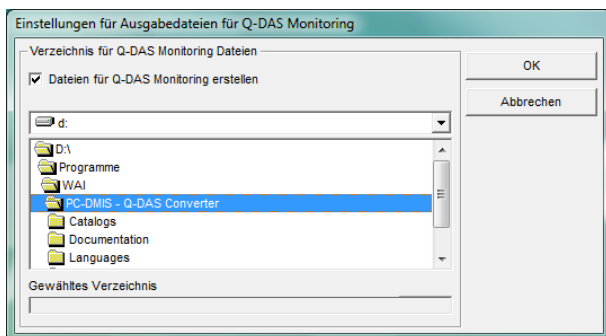 Einstellungen für Ausgabedateien für Q-DAS Monitoring
Verzeichnis für Q-DAS Monitoring Dateien
Dateien für Q-DAS Monitoring erstellen
OK
Abbrechen
d:
D:\
Programme
WAI
PC-DMIS - Q-DAS Converter
Catalogs
Documentation
Languages
Gewähltes Verzeichnis